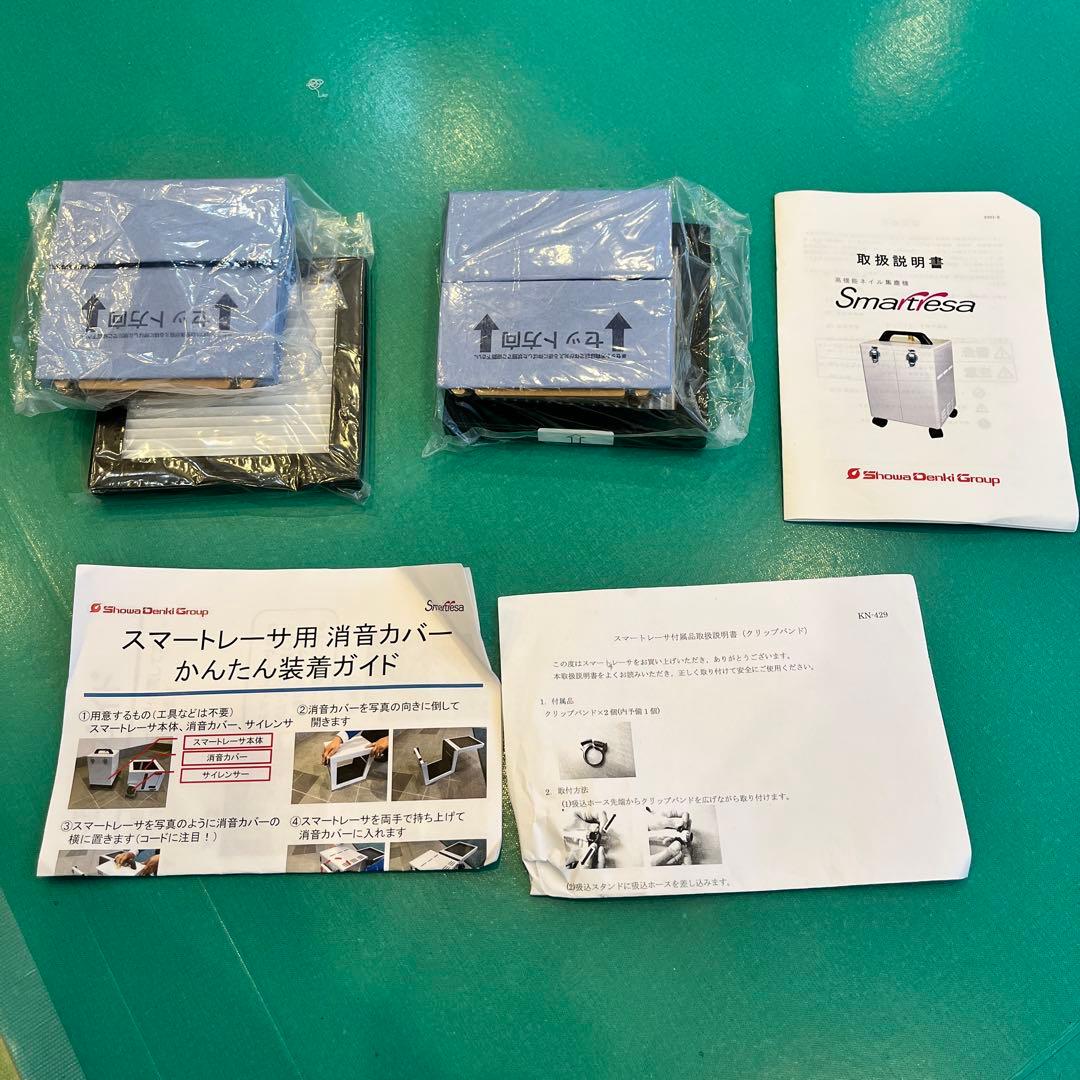 セット方向
セット方向
JL
取扱説明書
高機能ネイル集塵機
Smartresa
Showa Denki Group
Showa Denki Group
Smartresa
スマートレーサ用 消音カバー
かんたん装着ガイド
①用意するもの(工具などは不要)
スマートレーサ本体、消音カバー、サイレンサ
スマートレーサ本体
消音カバー
サイレンサー
②消音カバーを写真の向きに倒して
開きます
③スマートレーサを写真のように消音カバーの
横に置きます(コードに注目!)
④スマートレーサを両手で持ち上げて
消音カバーに入れます
KN-429
スマートレーサ付属品取扱説明書(クリップバンド)
この度はスマートレーサをお買い上げいただき、ありがとうございます。
本取扱説明書をよくお読みいただき、正しく取り付けて安全にご使用ください。
1. 付属品
クリップバンド×2個(内予備1個)
2. 取付方法
(1)吸込ホース先端からクリップバンドを広げながら取り付けます。
(2)吸込スタンドに吸込ホースを差し込みます。